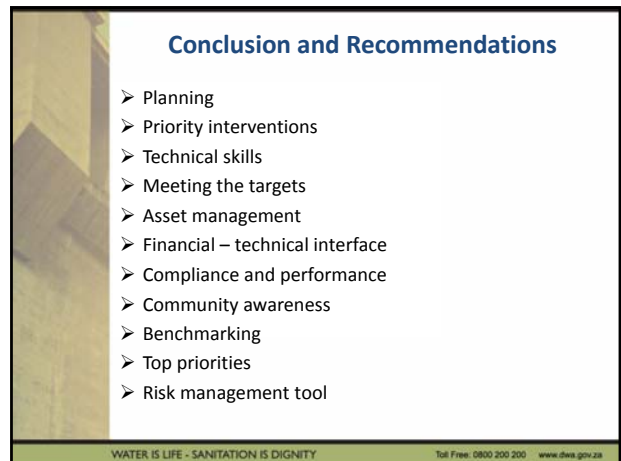 Conclusion and Recommendations
➢ Planning
➢ Priority interventions
➢ Technical skills
➢ Meeting the targets
➢ Asset management
➢ Financial – technical interface
➢ Compliance and performance
➢ Community awareness
➢ Benchmarking
➢ Top priorities
➢ Risk management tool
WATER IS LIFE - SANITATION IS DIGNITY Toll Free: 0800 200 200 www.dwa.gov.za